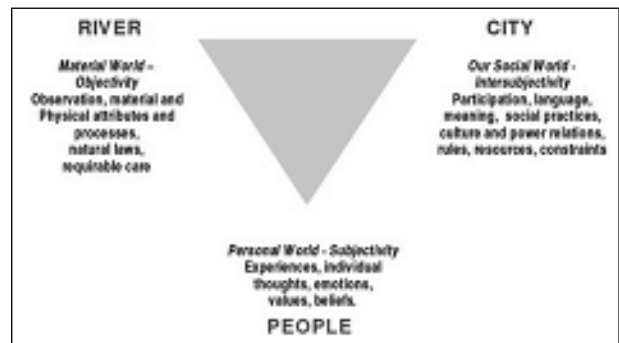 RIVER
Material World –
Objectivity
Observation, material and
Physical attributes and
processes,
natural laws,
requirable care
CITY
Our Social World -
Intersubjectivity
Participation, language,
meaning, social practices,
culture and power relations,
rules, resources, constraints
Personal World - Subjectivity
Experiences, individual
thoughts, emotions,
values, beliefs.
PEOPLE